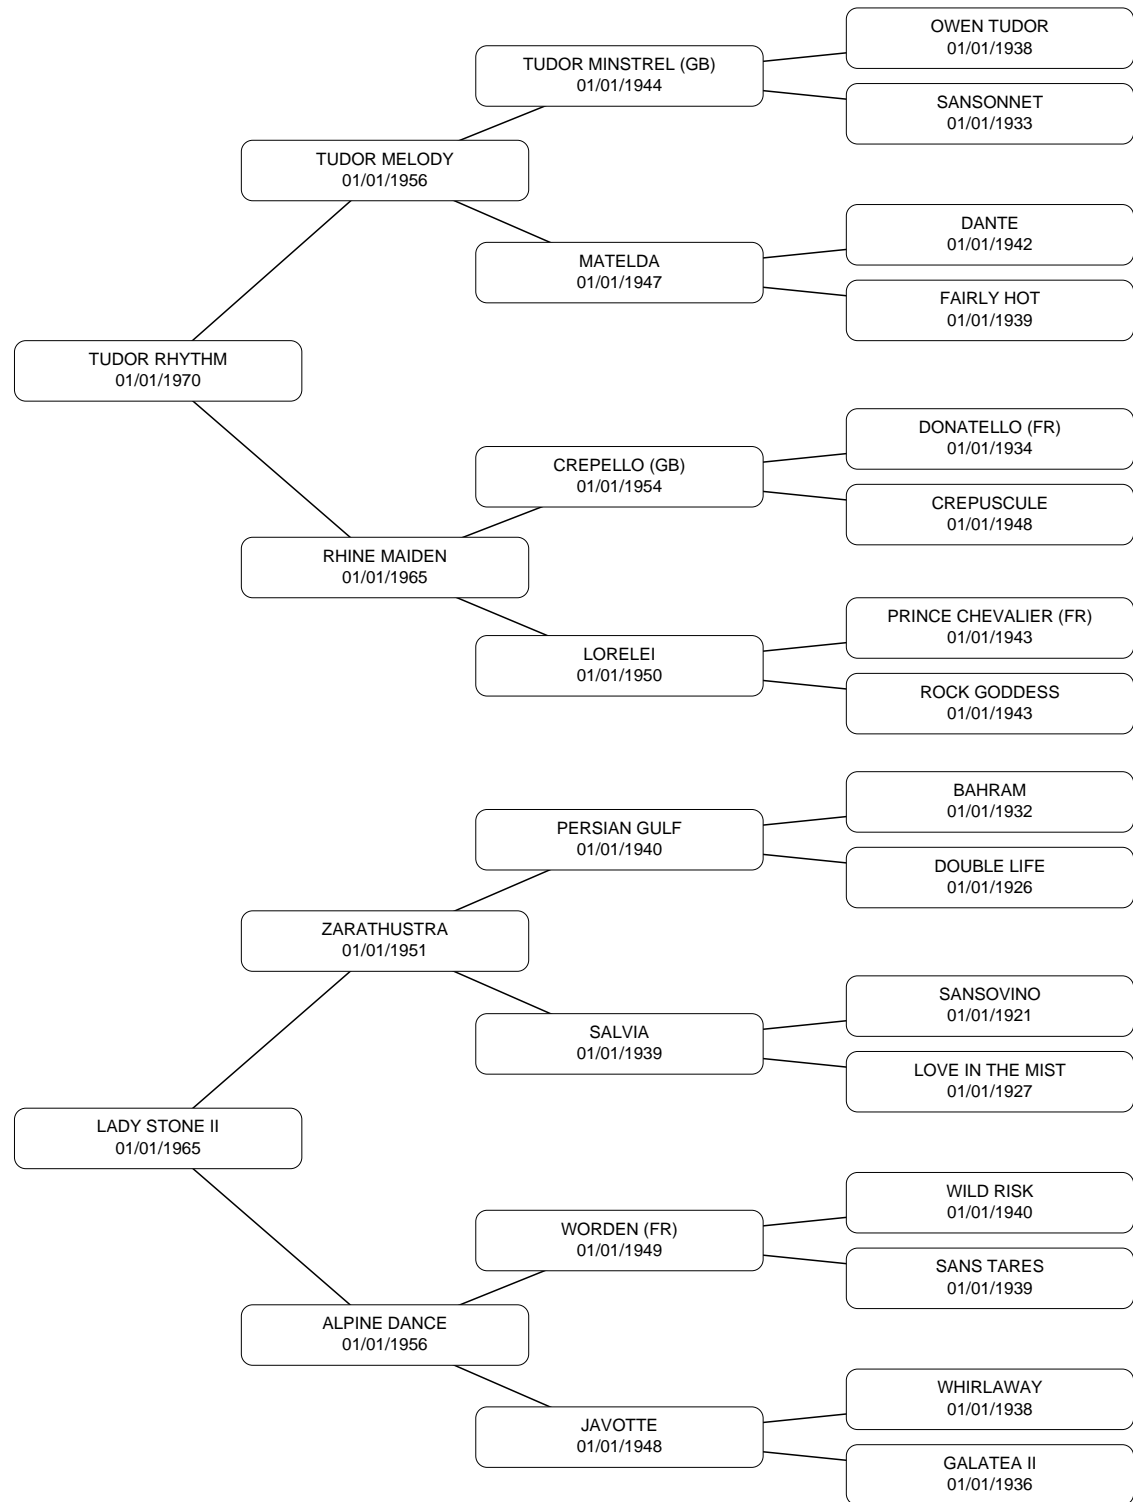 OWEN TUDOR
01/01/1938
TUDOR MINSTREL (GB)
01/01/1944
SANSONNET
01/01/1933
TUDOR MELODY
01/01/1956
DANTE
01/01/1942
MATELDA
01/01/1947
FAIRLY HOT
01/01/1939
TUDOR RHYTHM
01/01/1970
DONATELLO (FR)
01/01/1934
CREPELLO (GB)
01/01/1954
CREPUSCULE
01/01/1948
RHINE MAIDEN
01/01/1965
PRINCE CHEVALIER (FR)
01/01/1943
LORELEI
01/01/1950
ROCK GODDESS
01/01/1943
BAHRAM
01/01/1932
PERSIAN GULF
01/01/1940
DOUBLE LIFE
01/01/1926
ZARATHUSTRA
01/01/1951
SANSOVINO
01/01/1921
SALVIA
01/01/1939
LOVE IN THE MIST
01/01/1927
LADY STONE II
01/01/1965
WILD RISK
01/01/1940
WORDEN (FR)
01/01/1949
SANS TARES
01/01/1939
ALPINE DANCE
01/01/1956
WHIRLAWAY
01/01/1938
JAVOTTE
01/01/1948
GALATEA II
01/01/1936